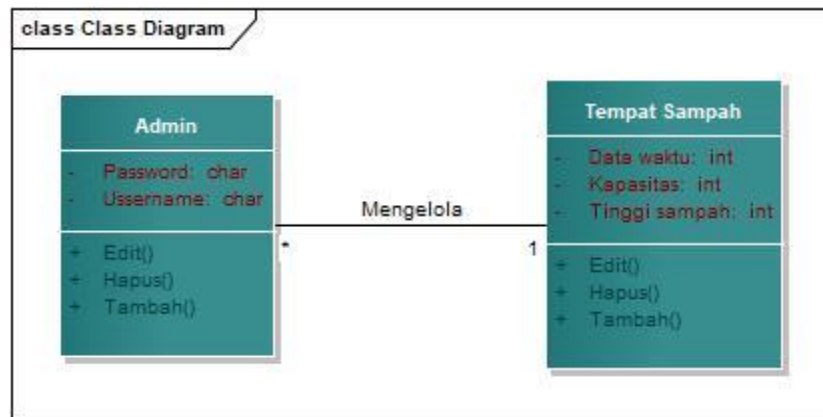 class Class Diagram
Admin
- Password: char
- Ussername: char
+ Edit()
+ Hapus()
+ Tambah()
Mengelola
*
1
Tempat Sampah
- Data waktu: int
- Kapasitas: int
- Tinggi sampah: int
+ Edit()
+ Hapus()
+ Tambah()